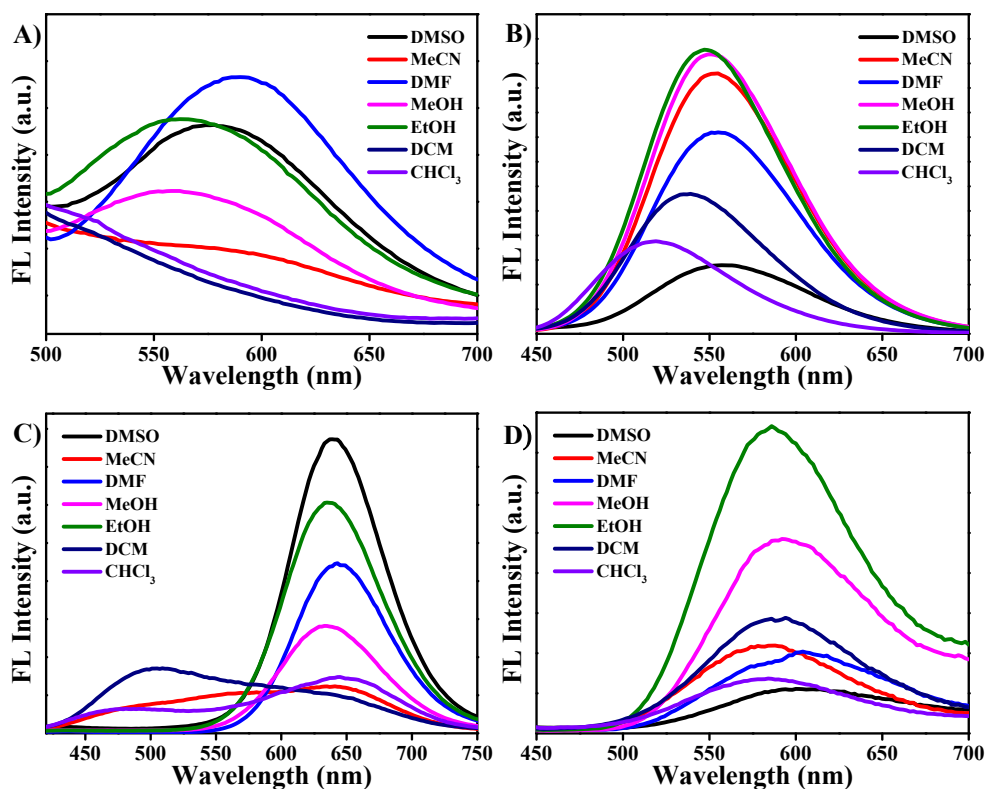 A)
DMSO
MeCN
DMF
MeOH
EtOH
DCM
CHCl3
FL Intensity (a.u.)
500 550 600 650 700
Wavelength (nm)
B)
DMSO
MeCN
DMF
MeOH
EtOH
DCM
CHCl3
FL Intensity (a.u.)
450 500 550 600 650 700
Wavelength (nm)
C)
DMSO
MeCN
DMF
MeOH
EtOH
DCM
CHCl3
FL Intensity (a.u.)
450 500 550 600 650 700 750
Wavelength (nm)
D)
DMSO
MeCN
DMF
MeOH
EtOH
DCM
CHCl3
FL Intensity (a.u.)
450 500 550 600 650 700
Wavelength (nm)